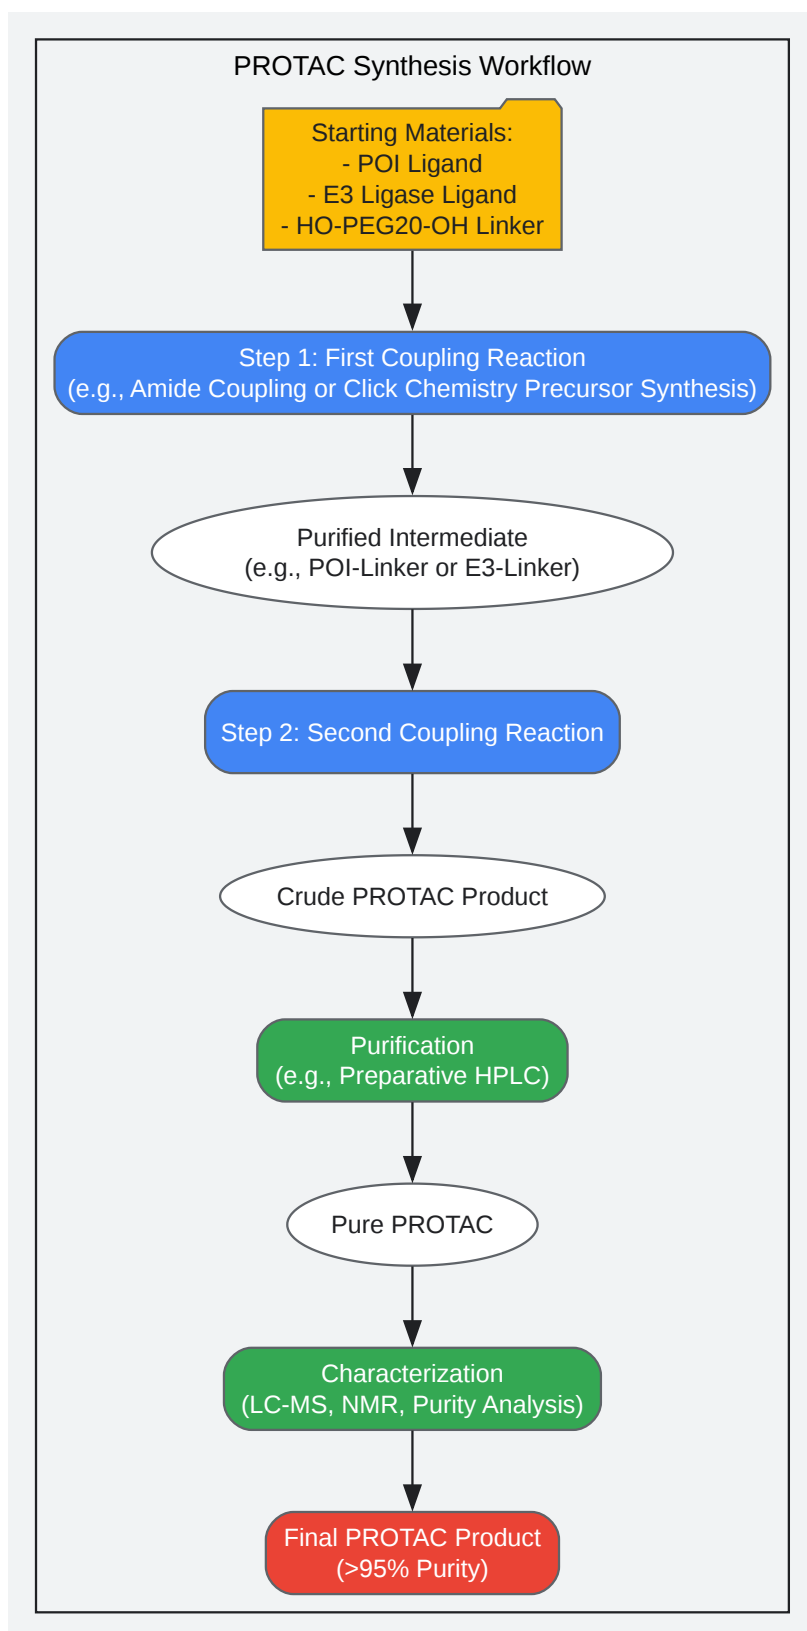 PROTAC Synthesis Workflow
Starting Materials:
- POI Ligand
- E3 Ligase Ligand
- HO-PEG20-OH Linker
Step 1: First Coupling Reaction
(e.g., Amide Coupling or Click Chemistry Precursor Synthesis)
Purified Intermediate
(e.g., POI-Linker or E3-Linker)
Step 2: Second Coupling Reaction
Crude PROTAC Product
Purification
(e.g., Preparative HPLC)
Pure PROTAC
Characterization
(LC-MS, NMR, Purity Analysis)
Final PROTAC Product
(>95% Purity)